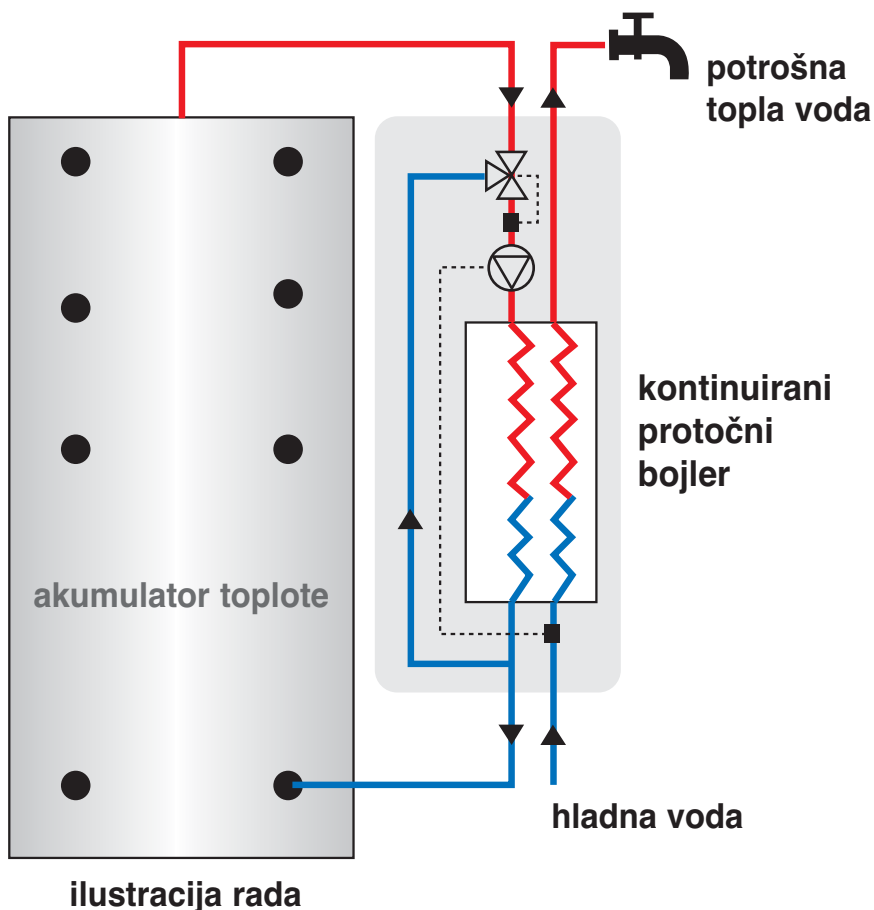 potrošna
topla voda
kontinuirani
protočni
bojler
akumulator toplote
hladna voda
ilustracija rada